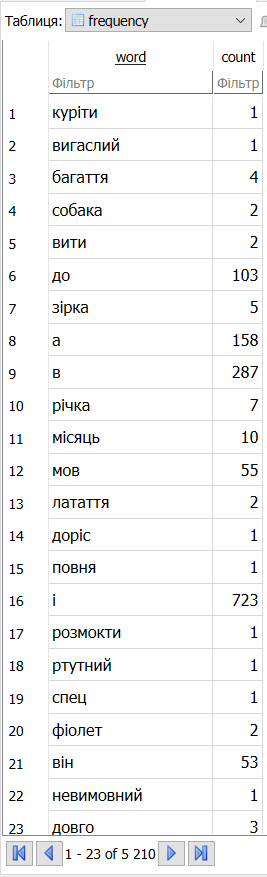 Таблиця: frequency
word count
Фільтр Фільтр
1 куріти 1
2 вигаслий 1
3 багаття 4
4 собака 2
5 вити 2
6 до 103
7 зірка 5
8 а 158
9 в 287
10 річка 7
11 місяць 10
12 мов 55
13 латаття 2
14 доріс 1
15 повня 1
16 і 723
17 розмокти 1
18 ртутний 1
19 спец 1
20 фіолет 2
21 він 53
22 невимовний 1
23 довго 3
1 - 23 of 5 210